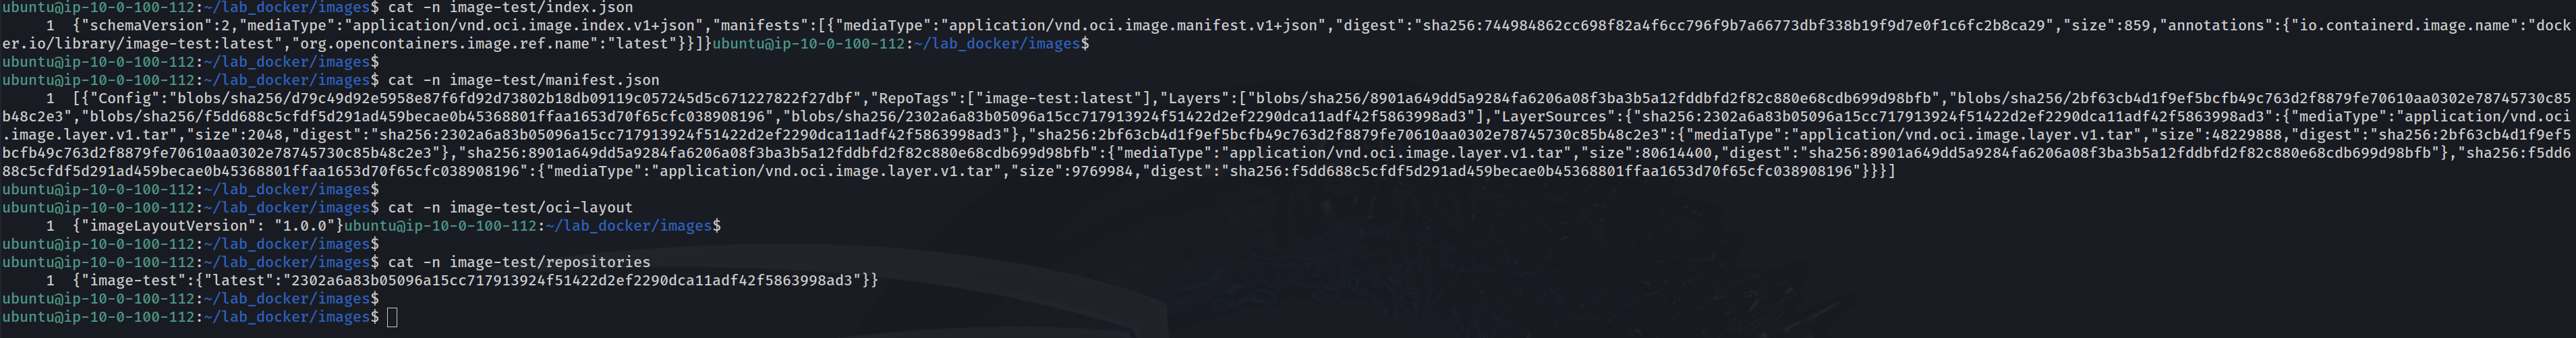 ubuntu@ip-10-0-100-112:~/lab_docker/images$ cat -n image-test/index.json
     1  {"schemaVersion":2,"mediaType":"application/vnd.oci.image.index.v1+json","manifests":[{"mediaType":"application/vnd.oci.image.manifest.v1+json","digest":"sha256:744984862cc698f82a4f6cc796f9b7a66773dbf338b19f9d7e0f1c6fc2b8ca29","size":859,"annotations":{"io.containerd.image.name":"dock
er.io/library/image-test:latest","org.opencontainers.image.ref.name":"latest"}}]}ubuntu@ip-10-0-100-112:~/lab_docker/images$
ubuntu@ip-10-0-100-112:~/lab_docker/images$
ubuntu@ip-10-0-100-112:~/lab_docker/images$ cat -n image-test/manifest.json
     1  [{"Config":"blobs/sha256/d79c49d92e5958e87f6fd92d73802b18db09119c057245d5c671227822f27dbf","RepoTags":["image-test:latest"],"Layers":["blobs/sha256/8901a649dd5a9284fa6206a08f3ba3b5a12fddbfd2f82c880e68cdb699d98bfb","blobs/sha256/2bf63cb4d1f9ef5bcfb49c763d2f8879fe70610aa0302e78745730c85
b48c2e3","blobs/sha256/f5dd688c5cfdf5d291ad459becae0b45368801ffaa1653d70f65cfc038908196","blobs/sha256/2302a6a83b05096a15cc717913924f51422d2ef2290dca11adf42f5863998ad3"],"LayerSources":{"sha256:2302a6a83b05096a15cc717913924f51422d2ef2290dca11adf42f5863998ad3":{"mediaType":"application/vnd.oci
.image.layer.v1.tar","size":2048,"digest":"sha256:2302a6a83b05096a15cc717913924f51422d2ef2290dca11adf42f5863998ad3"},"sha256:2bf63cb4d1f9ef5bcfb49c763d2f8879fe70610aa0302e78745730c85b48c2e3":{"mediaType":"application/vnd.oci.image.layer.v1.tar","size":48229888,"digest":"sha256:2bf63cb4d1f9ef5
bcfb49c763d2f8879fe70610aa0302e78745730c85b48c2e3"},"sha256:8901a649dd5a9284fa6206a08f3ba3b5a12fddbfd2f82c880e68cdb699d98bfb":{"mediaType":"application/vnd.oci.image.layer.v1.tar","size":80614400,"digest":"sha256:8901a649dd5a9284fa6206a08f3ba3b5a12fddbfd2f82c880e68cdb699d98bfb"},"sha256:f5dd6
88c5cfdf5d291ad459becae0b45368801ffaa1653d70f65cfc038908196":{"mediaType":"application/vnd.oci.image.layer.v1.tar","size":9769984,"digest":"sha256:f5dd688c5cfdf5d291ad459becae0b45368801ffaa1653d70f65cfc038908196"}}}]
ubuntu@ip-10-0-100-112:~/lab_docker/images$
ubuntu@ip-10-0-100-112:~/lab_docker/images$ cat -n image-test/oci-layout
     1  {"imageLayoutVersion": "1.0.0"}ubuntu@ip-10-0-100-112:~/lab_docker/images$
ubuntu@ip-10-0-100-112:~/lab_docker/images$
ubuntu@ip-10-0-100-112:~/lab_docker/images$ cat -n image-test/repositories
     1  {"image-test":{"latest":"2302a6a83b05096a15cc717913924f51422d2ef2290dca11adf42f5863998ad3"}}
ubuntu@ip-10-0-100-112:~/lab_docker/images$
ubuntu@ip-10-0-100-112:~/lab_docker/images$